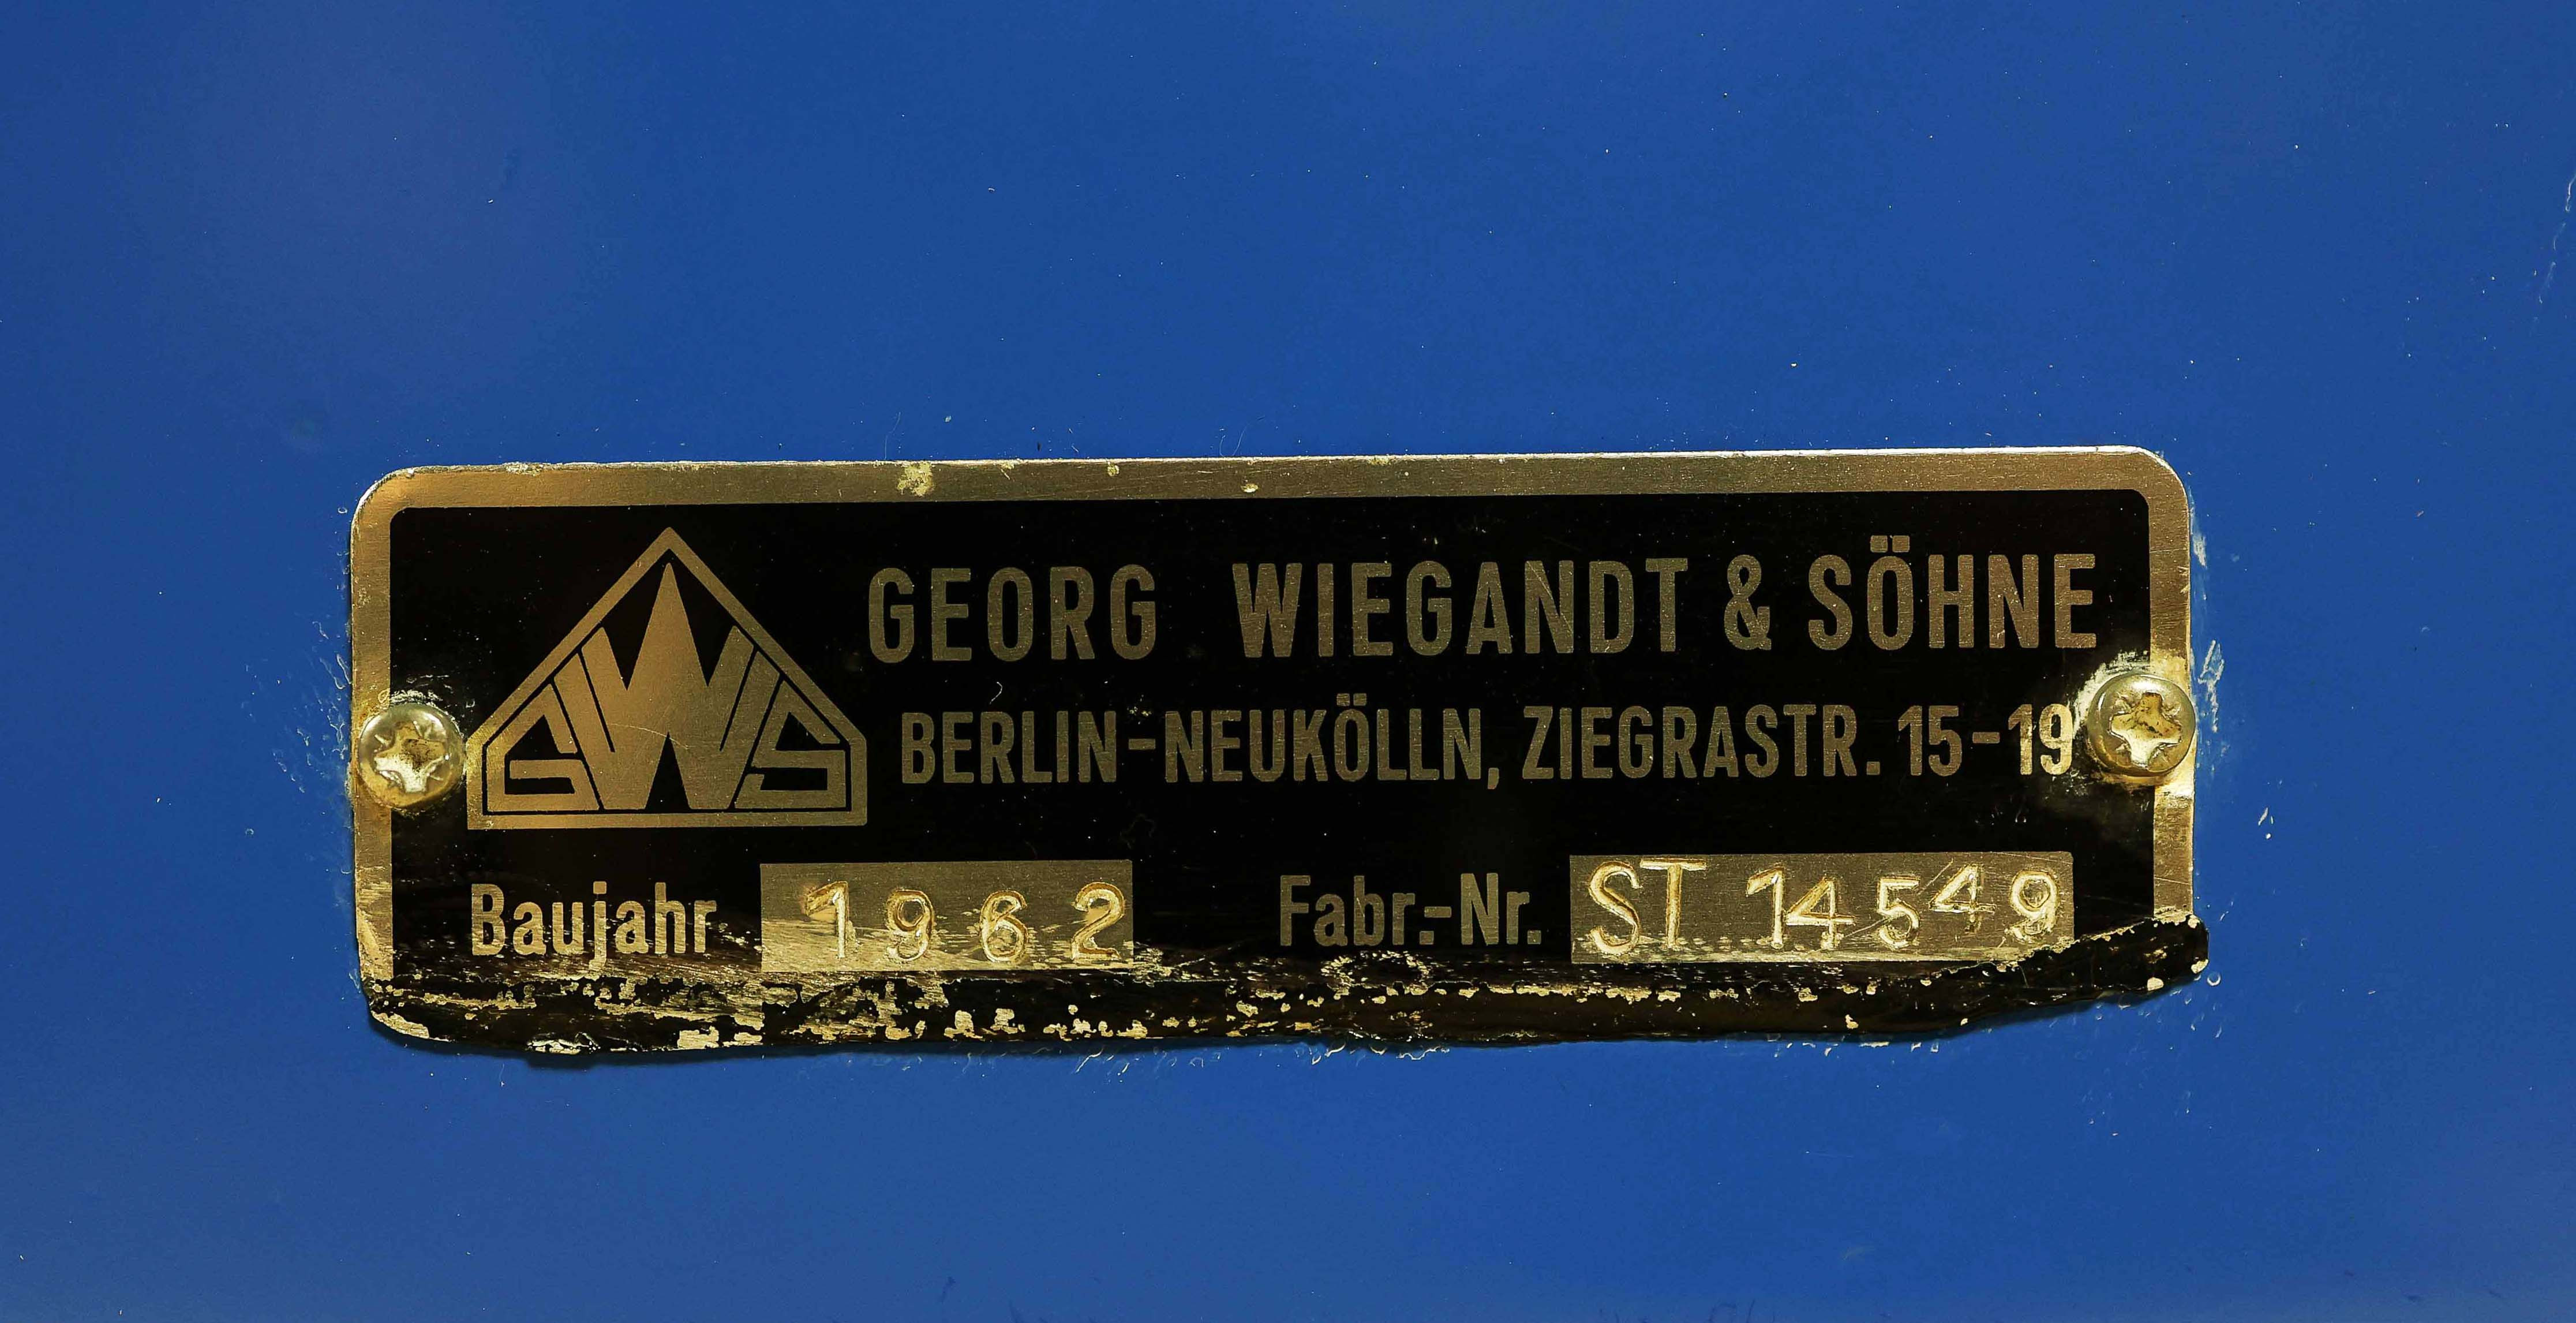 GWS
GEORG WIEGANDT & SÖHNE
BERLIN-NEUKÖLLN, ZIEGRASTR. 15-19
Baujahr 1962 Fabr.-Nr. ST 14549